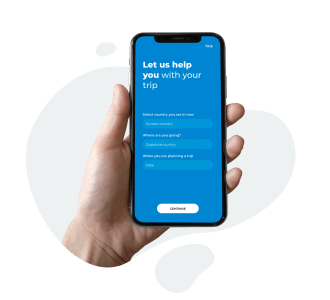 Skip
Let us help
you with your
trip
Select country you are in now
Current country
Where are you going?
Departure country
When you are planning a trip
Date
CONTINUE